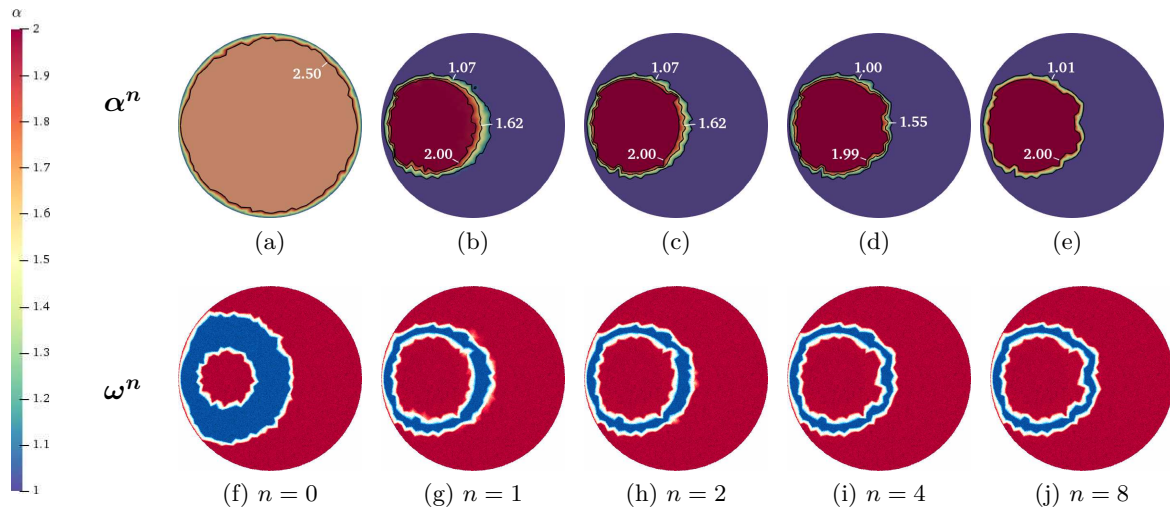 α
2
1.9
1.8
1.7
1.6
1.5
1.4
1.3
1.2
1.1
1
αⁿ
2.50
1.07
1.62
2.00
1.07
1.62
2.00
1.00
1.55
1.99
1.01
2.00
(a)
(b)
(c)
(d)
(e)
ωⁿ
(f) n = 0
(g) n = 1
(h) n = 2
(i) n = 4
(j) n = 8